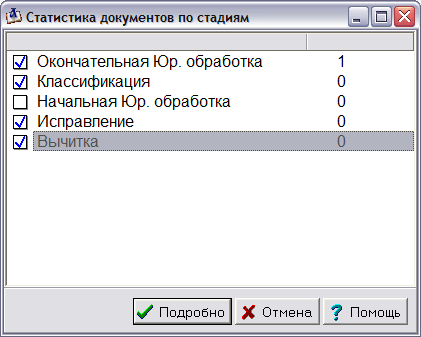 Статистика документов по стадиям
Окончательная Юр. обработка 1
Классификация 0
Начальная Юр. обработка 0
Исправление 0
Вычитка 0
Подробно Отмена Помощь